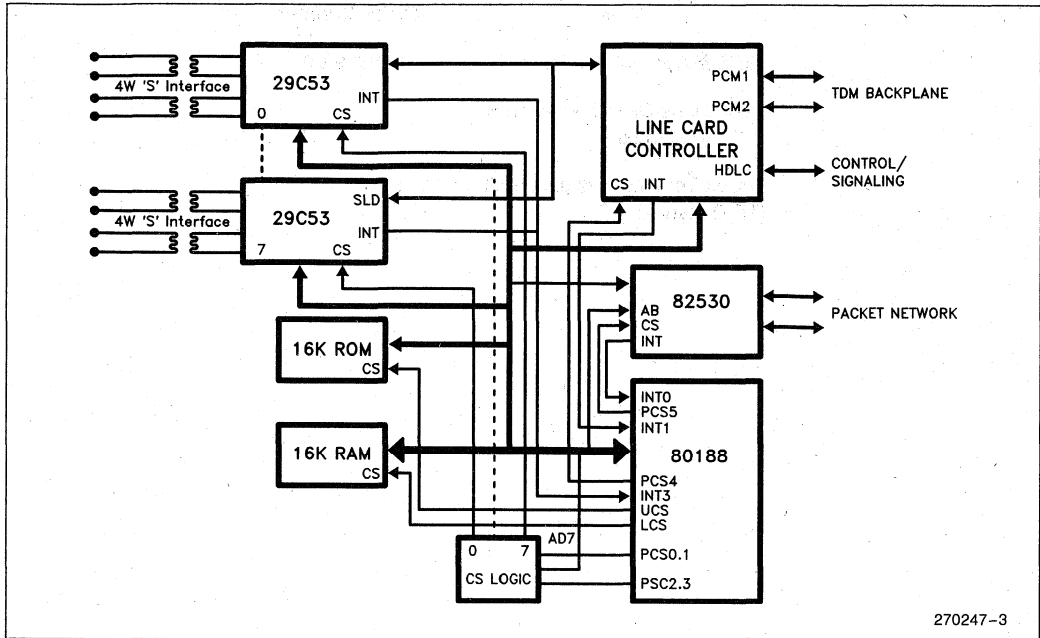 4W 'S' Interface
29C53
INT
CS
0
4W 'S' Interface
29C53
SLD
INT
CS
7
LINE CARD
CONTROLLER
PCM1
PCM2
HDLC
CS INT
TDM BACKPLANE
CONTROL/
SIGNALING
82530
AB
CS
INT
PACKET NETWORK
16K ROM
CS
16K RAM
CS
80188
INT0
PCS5
INT1
PCS4
INT3
UCS
LCS
PCS0.1
PSC2.3
AD7
0 7
CS LOGIC
270247-3